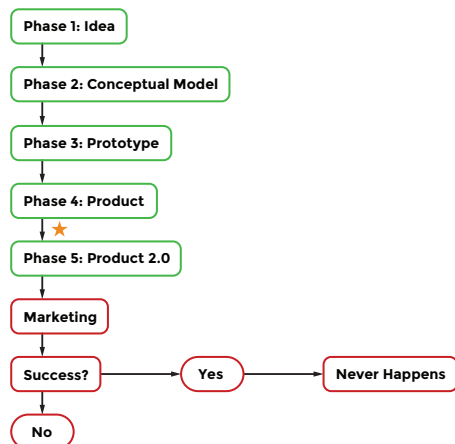 Phase 1: Idea
Phase 2: Conceptual Model
Phase 3: Prototype
Phase 4: Product
Phase 5: Product 2.0
Marketing
Success?
Yes
Never Happens
No